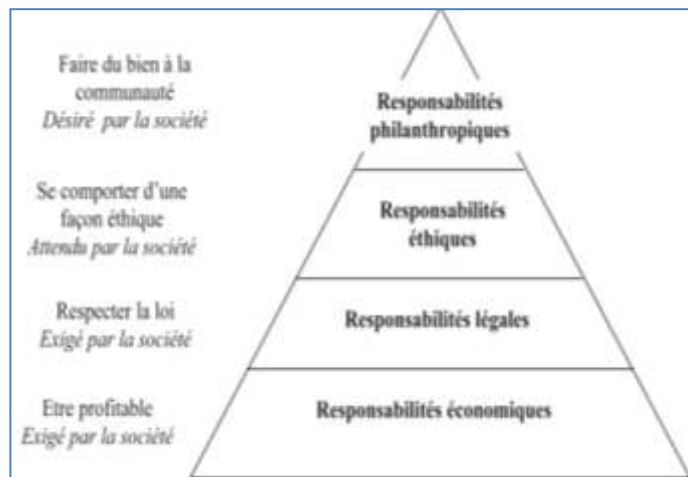 Faire du bien à la
communauté
Désiré par la société
Responsabilités
philanthropiques
Se comporter d'une
façon éthique
Attendu par la société
Responsabilités
éthiques
Respecter la loi
Exigé par la société
Responsabilités légales
Etre profitable
Exigé par la société
Responsabilités économiques